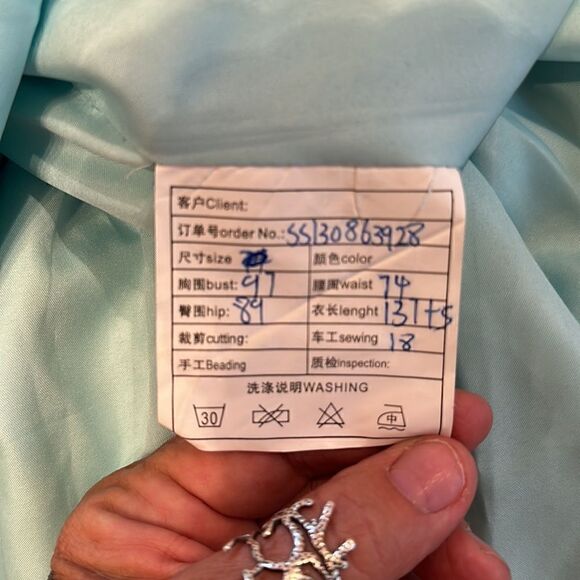 客户Client:
订单号order No.: SS130863928
尺寸size 颜色color
胸围bust: 97 腰围waist 74
臀围hip: 89 衣长lenght 137+5
裁剪cutting: 车工sewing 18
手工Beading 质检inspection:
洗涤说明WASHING
30 中